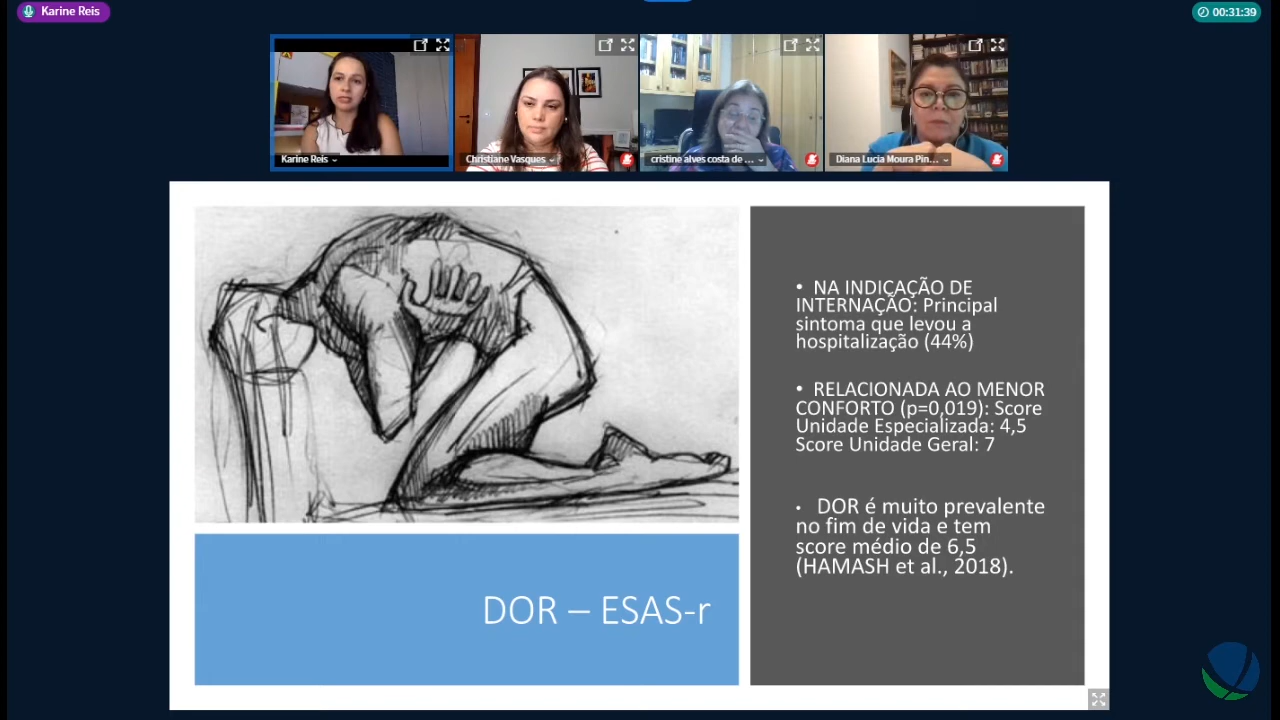 Karine Reis
00:31:39
Karine Reis
Christiane Vasques
cristine alves costa de ...
Diana Lucia Moura Pin...
• NA INDICAÇÃO DE
INTERNAÇÃO: Principal
sintoma que levou a
hospitalização (44%)
• RELACIONADA AO MENOR
CONFORTO (p=0,019): Score
Unidade Especializada: 4,5
Score Unidade Geral: 7
• DOR é muito prevalente
no fim de vida e tem
score médio de 6,5
(HAMASH et al., 2018).
DOR – ESAS-r